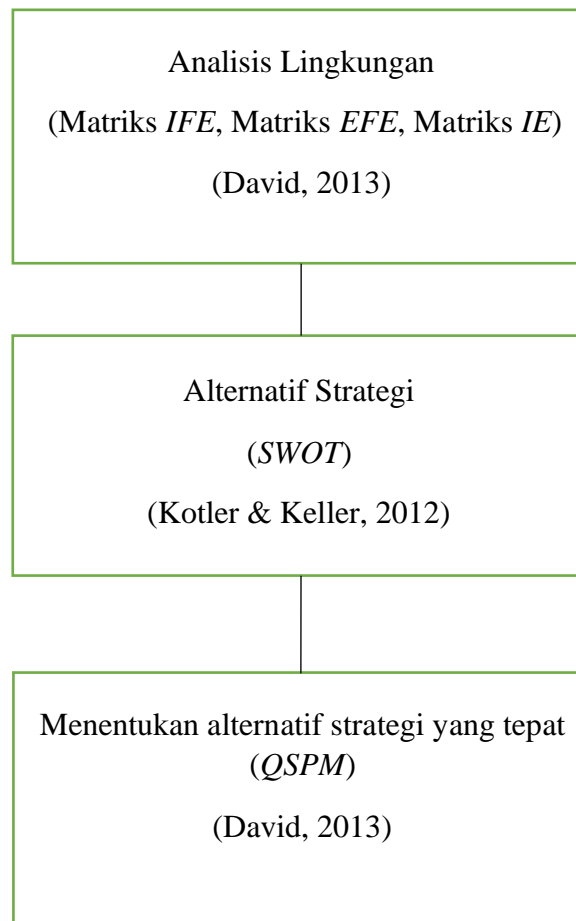 Analisis Lingkungan
(Matriks IFE, Matriks EFE, Matriks IE)
(David, 2013)
Alternatif Strategi
(SWOT)
(Kotler & Keller, 2012)
Menentukan alternatif strategi yang tepat
(QSPM)
(David, 2013)